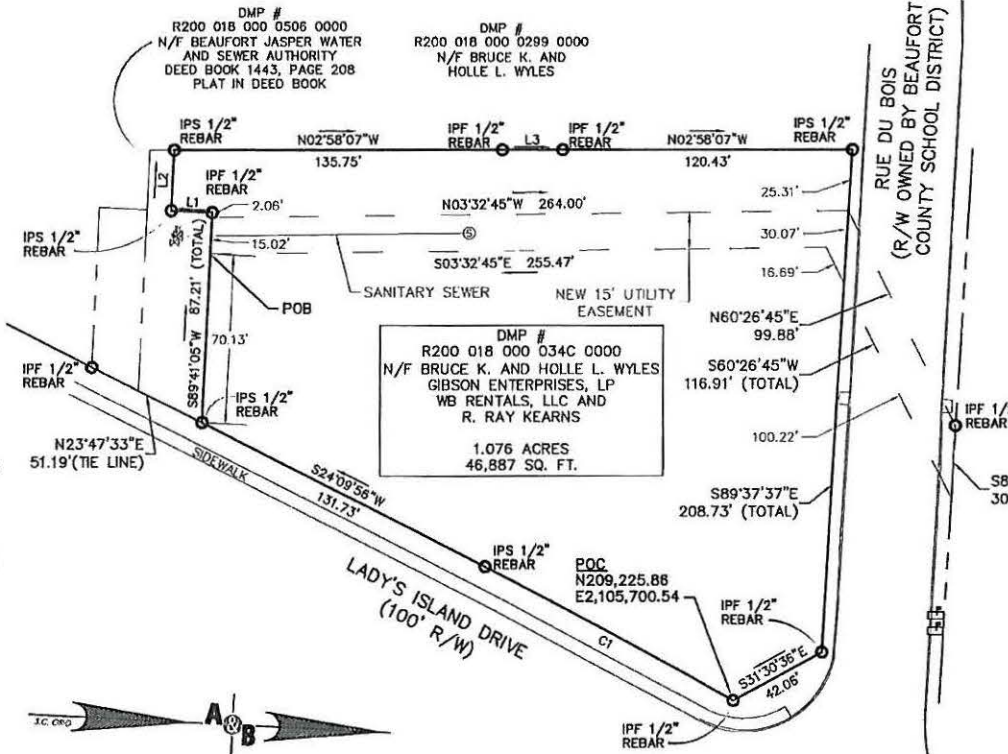 DMP #
R200 018 000 0506 0000
N/F BEAUFORT JASPER WATER
AND SEWER AUTHORITY
DEED BOOK 1443, PAGE 208
PLAT IN DEED BOOK
DMP #
R200 018 000 0299 0000
N/F BRUCE K. AND
HOLLE L. WYLES
RUE DU BOIS
(R/W OWNED BY BEAUFORT
COUNTY SCHOOL DISTRICT)
IPS 1/2"
REBAR
N02°58'07"W
135.75'
IPF 1/2"
REBAR
L3
N02°58'07"W
120.43'
IPS 1/2"
REBAR
L2
L1
IPF 1/2"
REBAR
2.06'
25.31'
N03°32'45"W 264.00'
IPS 1/2"
REBAR
15.02'
S
30.07'
S03°32'45"E 255.47'
16.69'
SANITARY SEWER
NEW 15' UTILITY
EASEMENT
POB
S89°41'05"W 87.21' (TOTAL)
70.13'
N60°26'45"E
99.88'
S60°26'45"W
116.91' (TOTAL)
100.22'
DMP #
R200 018 000 034C 0000
N/F BRUCE K. AND HOLLE L. WYLES
GIBSON ENTERPRISES, LP
WB RENTALS, LLC AND
R. RAY KEARNS
1.076 ACRES
46,887 SQ. FT.
IPF 1/2"
REBAR
IPS 1/2"
REBAR
IPF 1/
REBAR
N23°47'33"E
51.19'(TIE LINE)
SIDEWALK
S24°09'56"W
131.73'
S89°37'37"E
208.73' (TOTAL)
S8
30
IPS 1/2"
REBAR
POC
N209,225.86
E2,105,700.54
LADY'S ISLAND DRIVE
(100' R/W)
C1
IPF 1/2"
REBAR
S31°30'36"E
42.06'
IPF 1/2"
REBAR
A
&
B